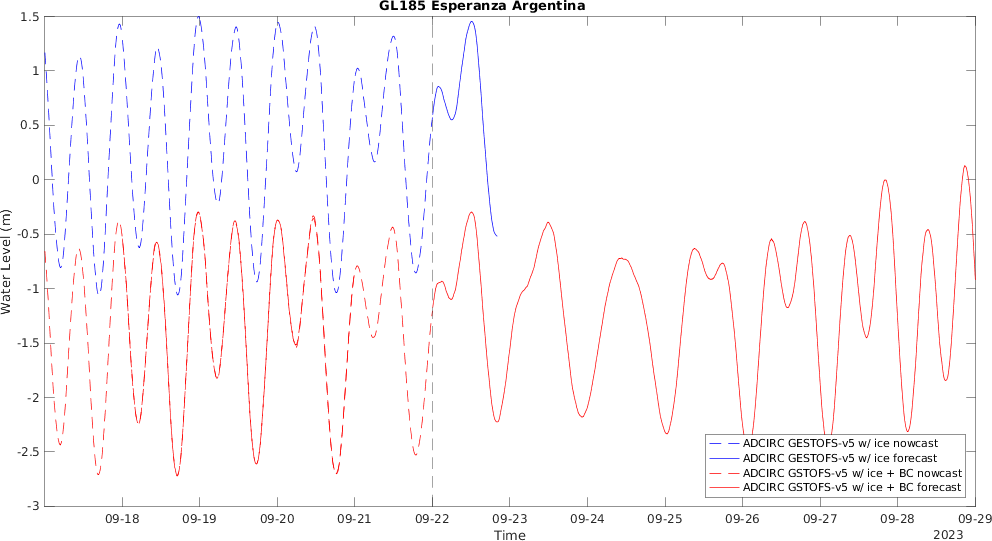 GL185 Esperanza Argentina
1.5
1
0.5
0
-0.5
-1
-1.5
-2
-2.5
-3
Water Level (m)
ADCIRC GESTOFS-v5 w/ ice nowcast
ADCIRC GESTOFS-v5 w/ ice forecast
ADCIRC GSTOFS-v5 w/ ice + BC nowcast
ADCIRC GSTOFS-v5 w/ ice + BC forecast
09-18 09-19 09-20 09-21 09-22 09-23 09-24 09-25 09-26 09-27 09-28 09-29
Time
2023